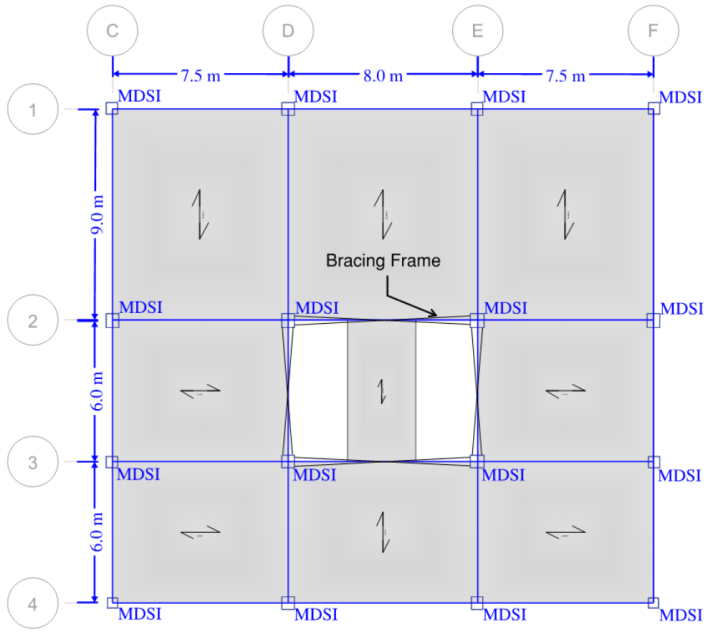 C D E F
7.5 m 8.0 m 7.5 m
MDSI MDSI MDSI MDSI
1
9.0 m
Bracing Frame
MDSI MDSI MDSI MDSI
2
6.0 m
3
MDSI MDSI MDSI MDSI
6.0 m
4
MDSI MDSI MDSI MDSI